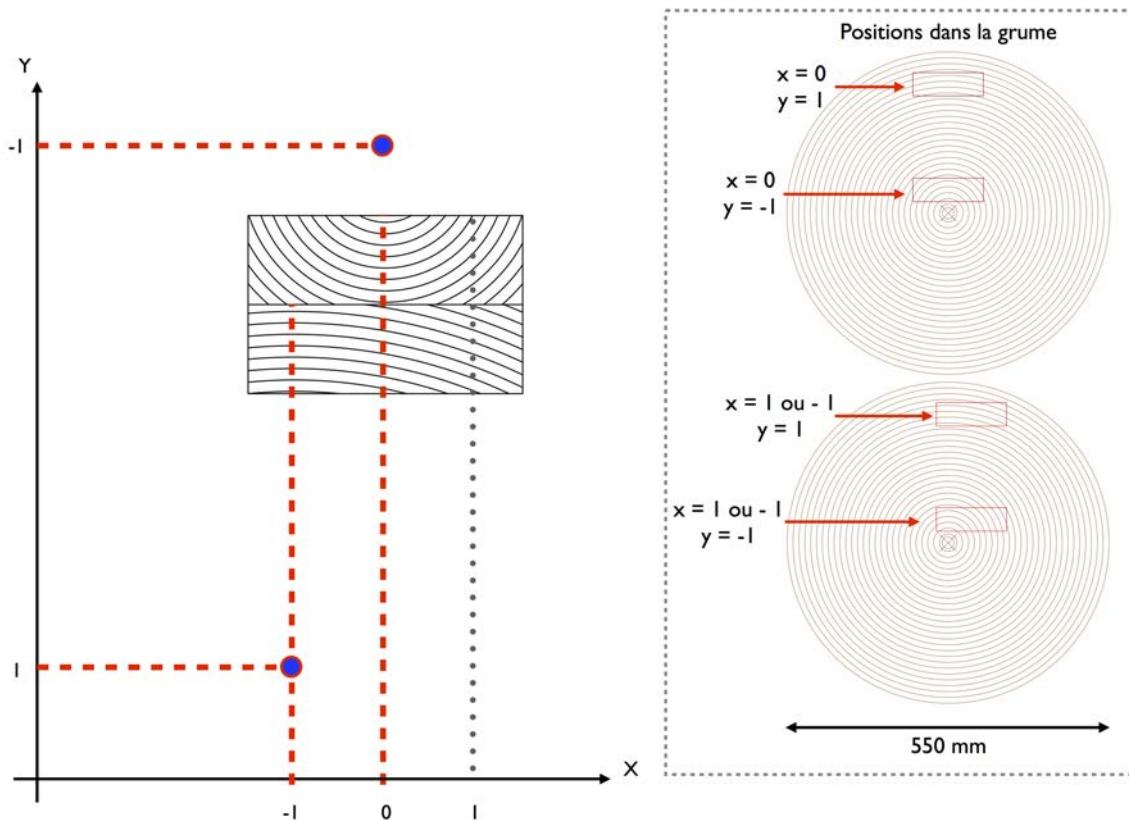 Y
-1
1
-1
0
1
X
Positions dans la grume
x = 0
y = 1
x = 0
y = -1
x = 1 ou - 1
y = 1
x = 1 ou - 1
y = -1
550 mm